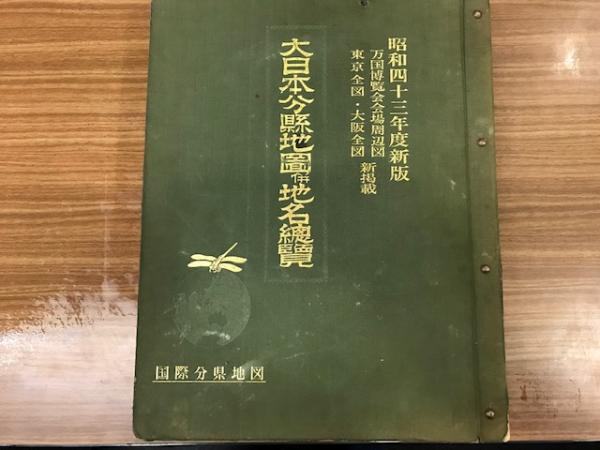 昭和四十三年度新版
万国博覧会会場周辺図
東京全図・大阪全図
新掲載
大日本分縣地圖併地名總覽
国際分県地図